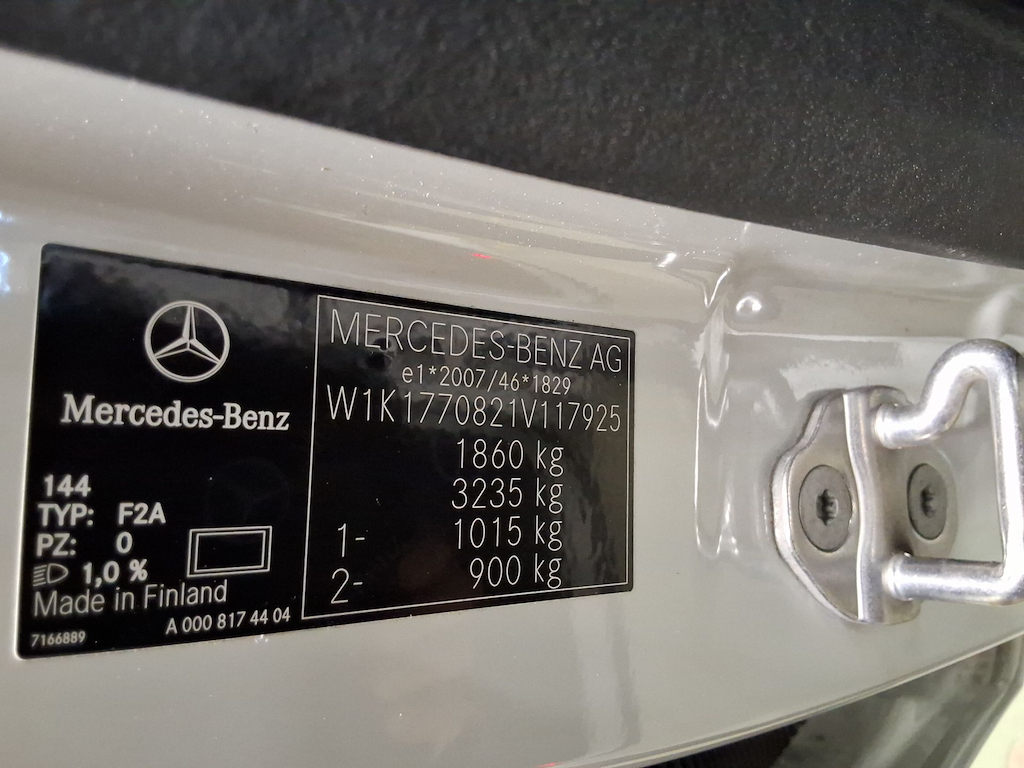 Mercedes-Benz
144
TYP: F2A
PZ: 0
1,0 %
Made in Finland
7166889
A 000 817 44 04
MERCEDES-BENZ AG
e1*2007/46*1829
W1K1770821V117925
1860 kg
3235 kg
1- 1015 kg
2- 900 kg